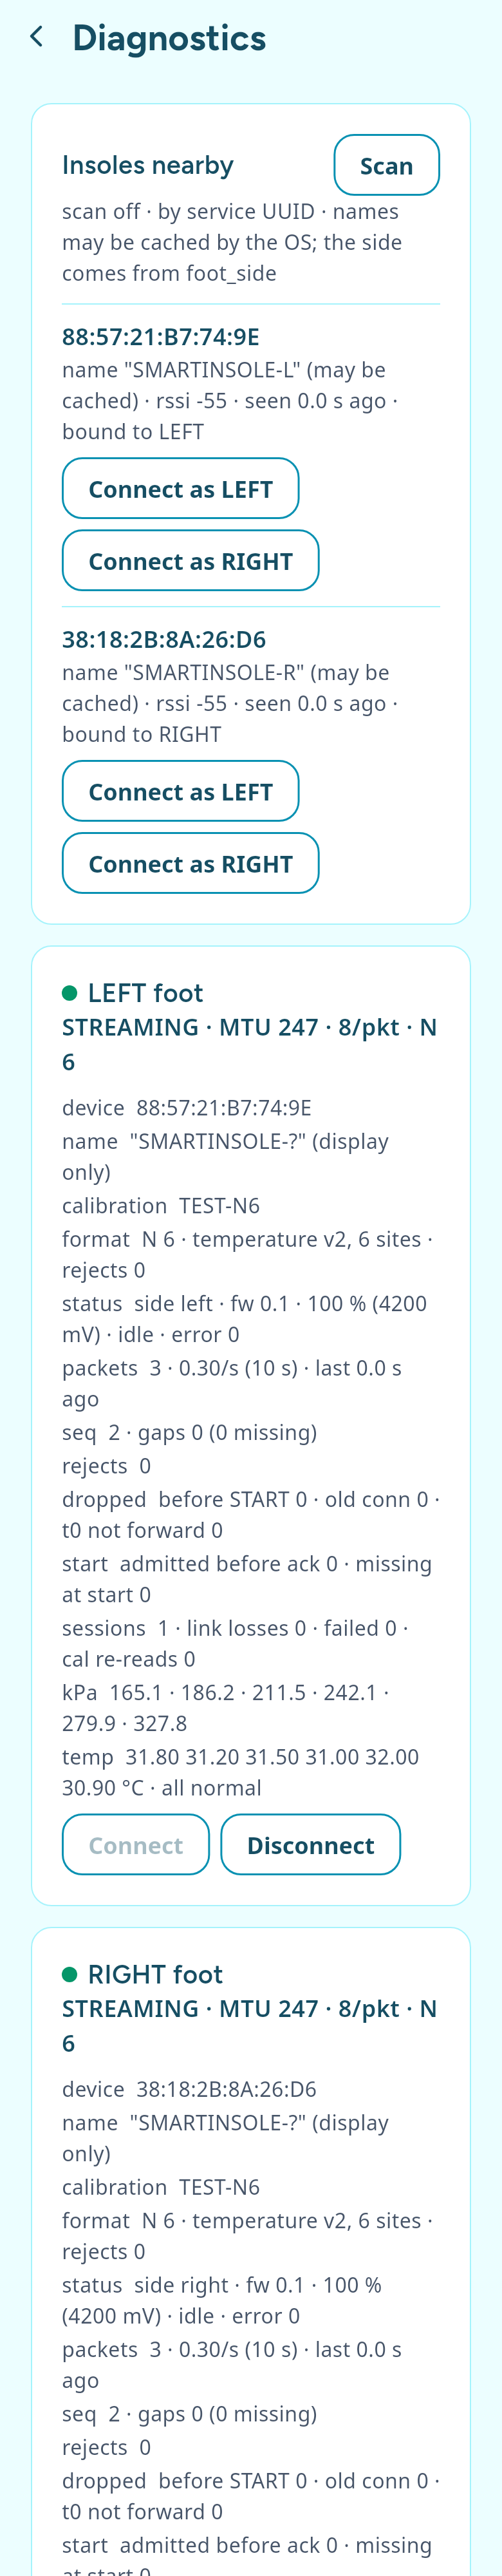 Diagnostics
Insoles nearby
Scan
scan off · by service UUID · names
may be cached by the OS; the side
comes from foot_side
88:57:21:B7:74:9E
name "SMARTINSOLE-L" (may be
cached) · rssi -55 · seen 0.0 s ago ·
bound to LEFT
Connect as LEFT
Connect as RIGHT
38:18:2B:8A:26:D6
name "SMARTINSOLE-R" (may be
cached) · rssi -55 · seen 0.0 s ago ·
bound to RIGHT
Connect as LEFT
Connect as RIGHT
LEFT foot
STREAMING · MTU 247 · 8/pkt · N
6
device 88:57:21:B7:74:9E
name "SMARTINSOLE-?" (display
only)
calibration TEST-N6
format N 6 · temperature v2, 6 sites ·
rejects 0
status side left · fw 0.1 · 100 % (4200
mV) · idle · error 0
packets 3 · 0.30/s (10 s) · last 0.0 s
ago
seq 2 · gaps 0 (0 missing)
rejects 0
dropped before START 0 · old conn 0 ·
t0 not forward 0
start admitted before ack 0 · missing
at start 0
sessions 1 · link losses 0 · failed 0 ·
cal re-reads 0
kPa 165.1 · 186.2 · 211.5 · 242.1 ·
279.9 · 327.8
temp 31.80 31.20 31.50 31.00 32.00
30.90 °C · all normal
Connect
Disconnect
RIGHT foot
STREAMING · MTU 247 · 8/pkt · N
6
device 38:18:2B:8A:26:D6
name "SMARTINSOLE-?" (display
only)
calibration TEST-N6
format N 6 · temperature v2, 6 sites ·
rejects 0
status side right · fw 0.1 · 100 %
(4200 mV) · idle · error 0
packets 3 · 0.30/s (10 s) · last 0.0 s
ago
seq 2 · gaps 0 (0 missing)
rejects 0
dropped before START 0 · old conn 0 ·
t0 not forward 0
start admitted before ack 0 · missing
at start 0